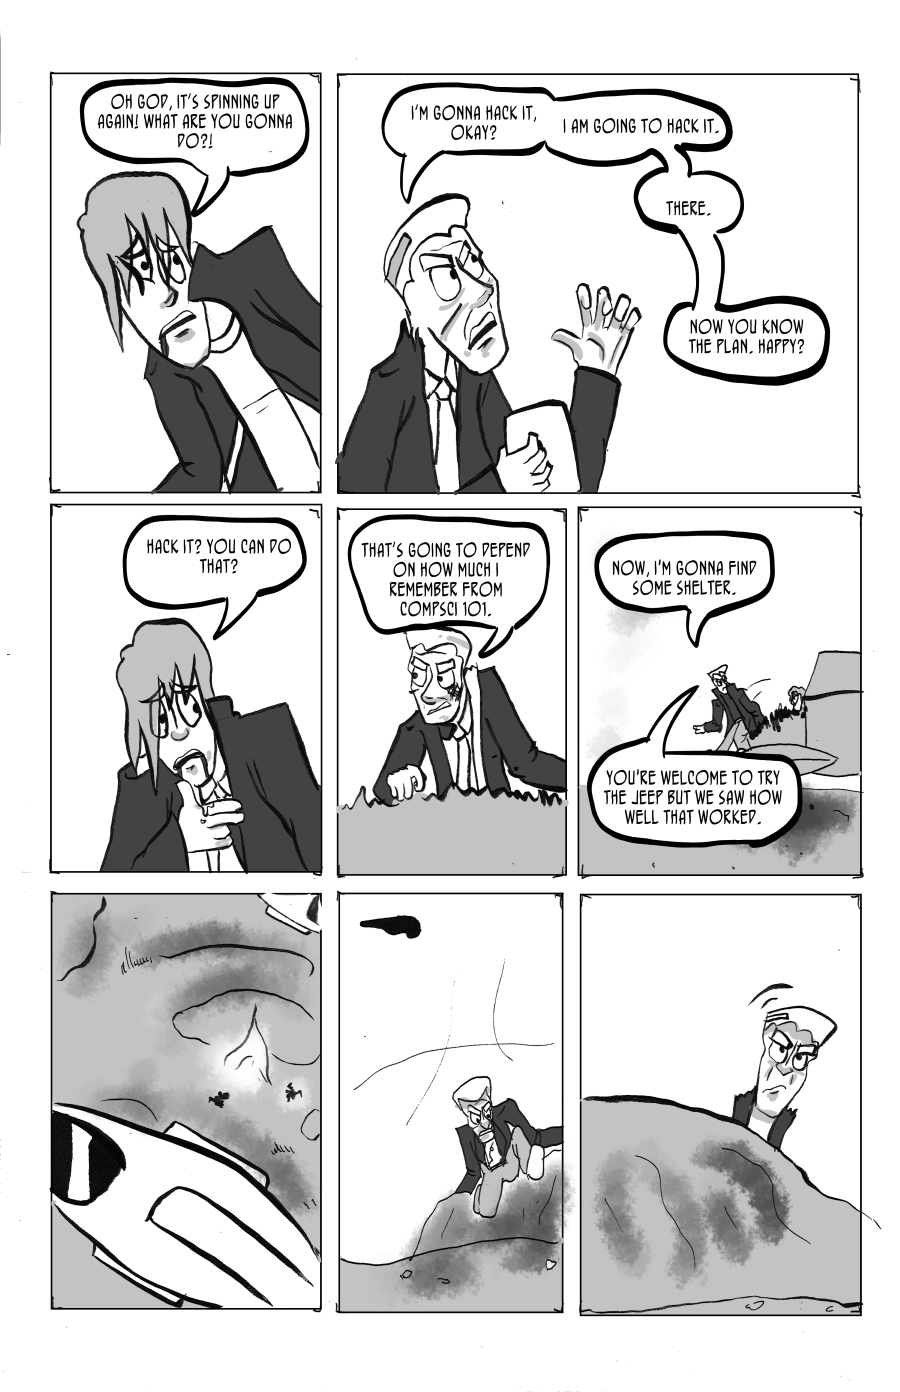 OH GOD, IT'S SPINNING UP
AGAIN! WHAT ARE YOU GONNA
DO?!
I'M GONNA HACK IT,
OKAY?
I AM GOING TO HACK IT.
THERE.
NOW YOU KNOW
THE PLAN. HAPPY?
HACK IT? YOU CAN DO
THAT?
THAT'S GOING TO DEPEND
ON HOW MUCH I
REMEMBER FROM
COMPSCI 101.
NOW, I'M GONNA FIND
SOME SHELTER.
YOU'RE WELCOME TO TRY
THE JEEP BUT WE SAW HOW
WELL THAT WORKED.